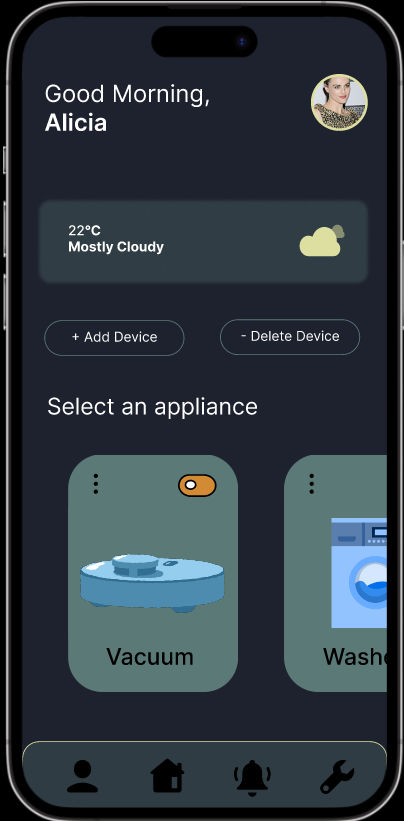 Good Morning,
Alicia
22°C
Mostly Cloudy
+ Add Device
- Delete Device
Select an appliance
Vacuum
Washe